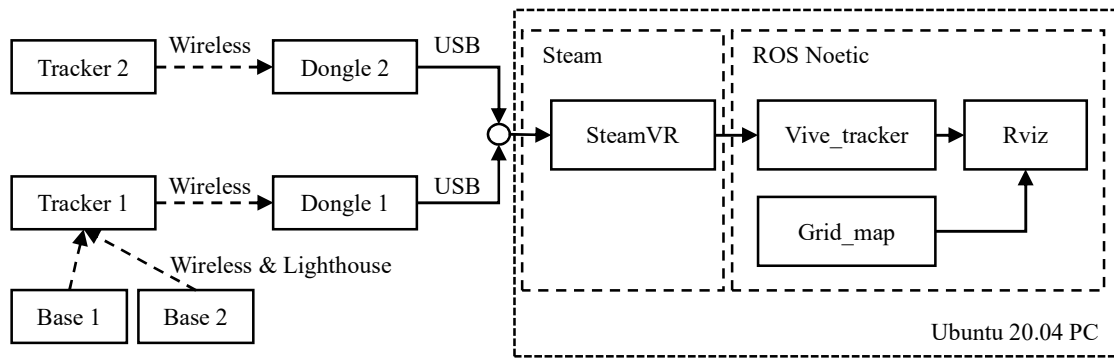 Tracker 2
Wireless
Dongle 2
USB
Steam
ROS Noetic
SteamVR
Vive_tracker
Rviz
Tracker 1
Wireless
Dongle 1
USB
Grid_map
Wireless & Lighthouse
Base 1
Base 2
Ubuntu 20.04 PC